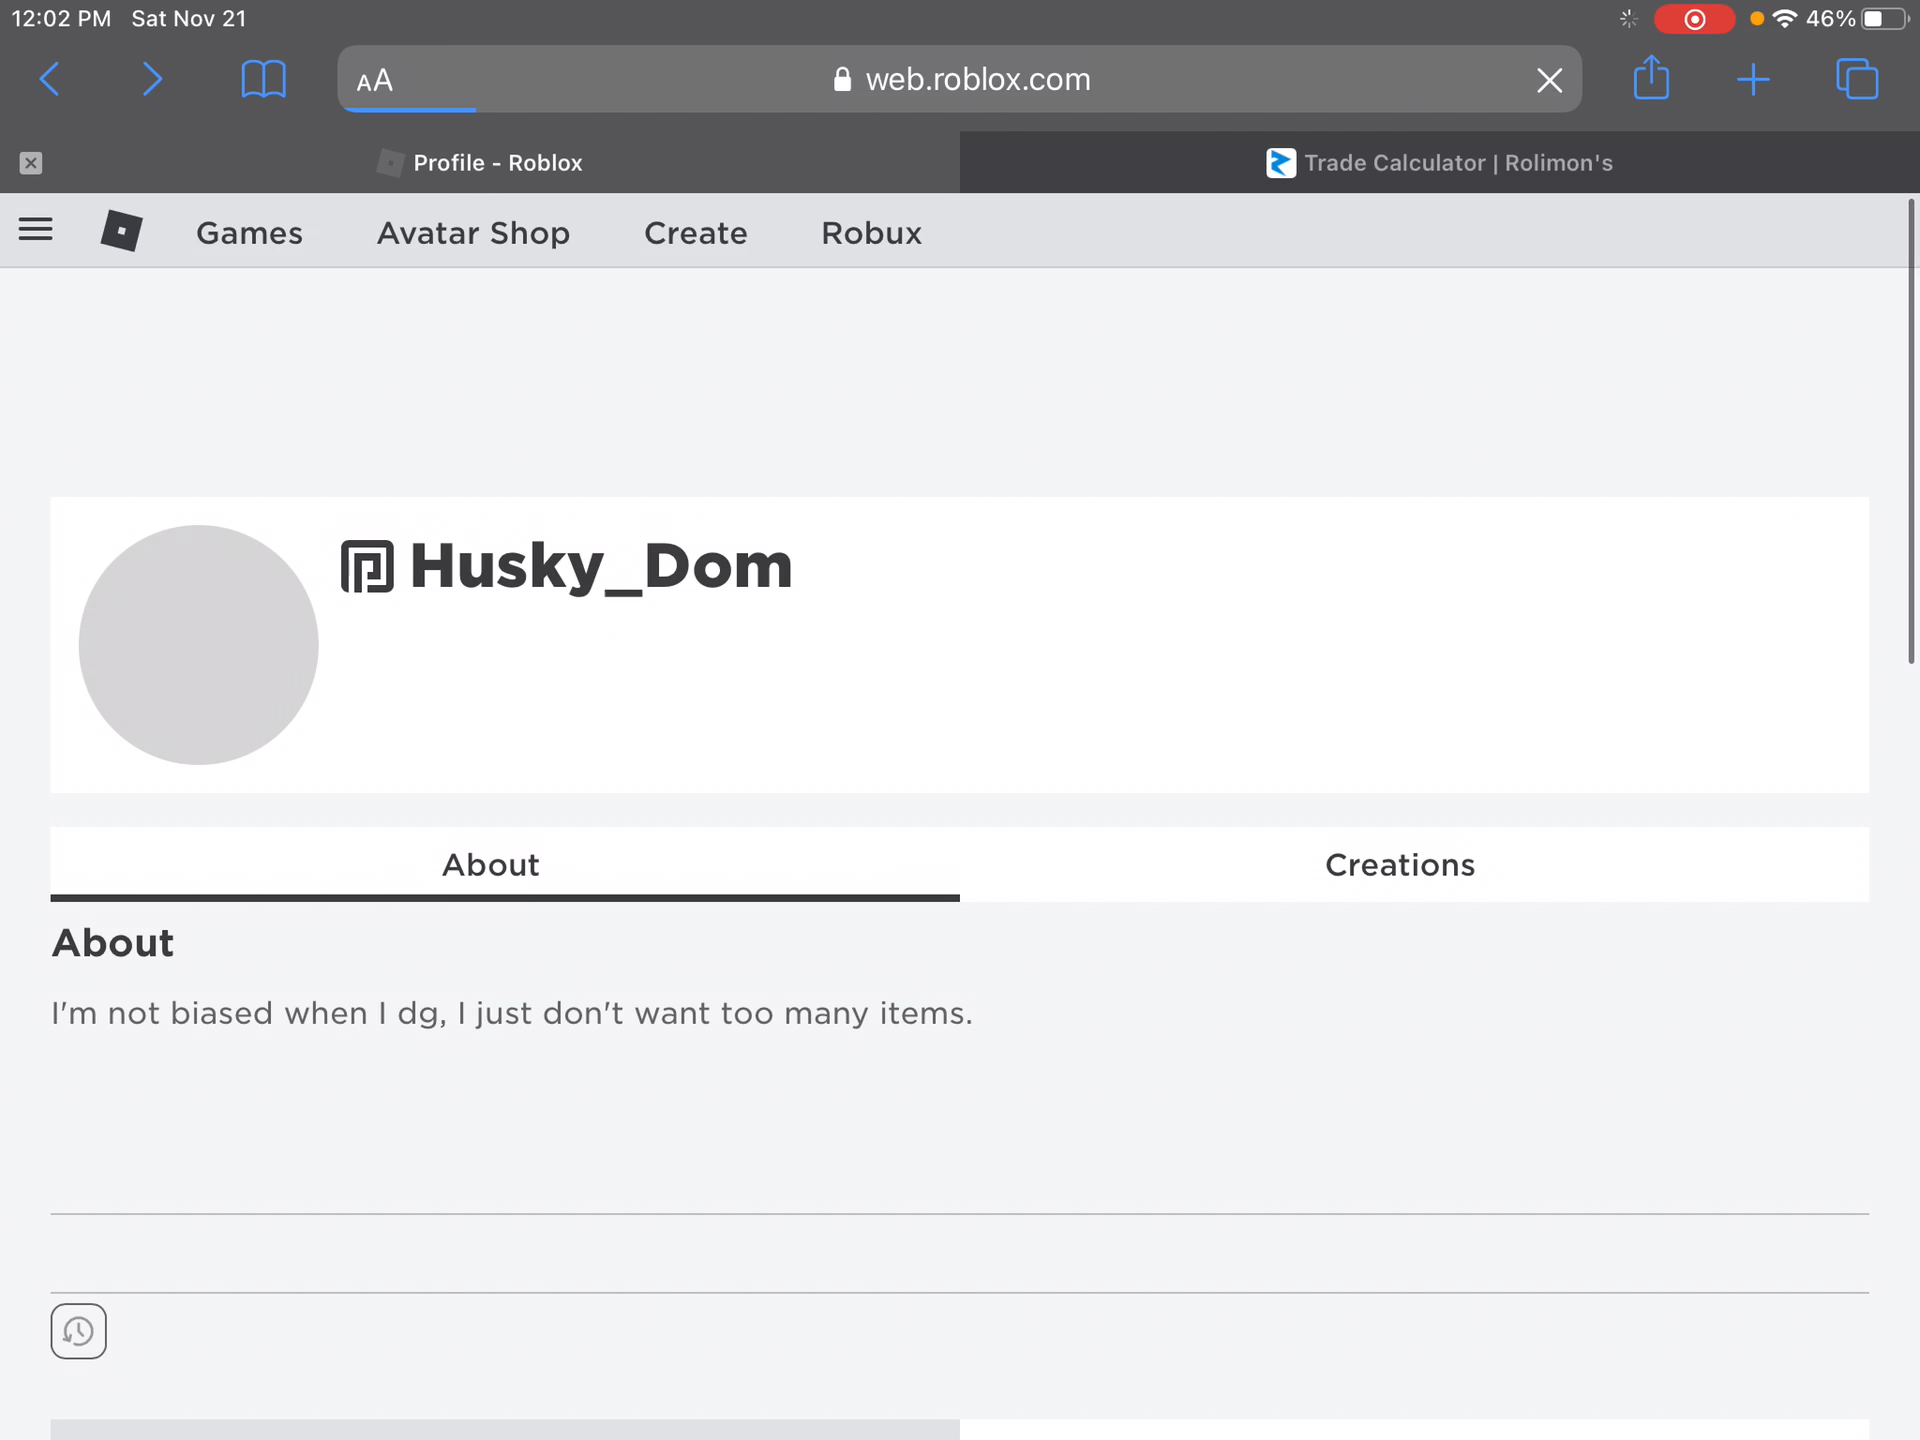 12:02 PM Sat Nov 21 46%
AA web.roblox.com
Profile - Roblox Trade Calculator | Rolimon's
Games Avatar Shop Create Robux
Husky_Dom
About Creations
About
I'm not biased when I dg, I just don't want too many items.